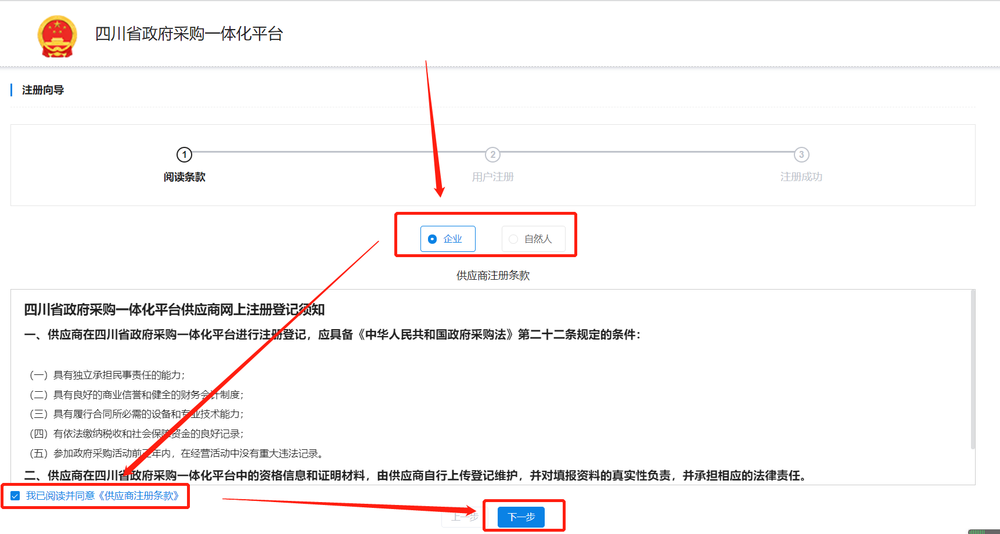 四川省政府采购一体化平台
注册向导
1
2
3
阅读条款
用户注册
注册成功
企业
自然人
供应商注册条款
四川省政府采购一体化平台供应商网上注册登记须知
一、供应商在四川省政府采购一体化平台进行注册登记，应具备《中华人民共和国政府采购法》第二十二条规定的条件：
（一）具有独立承担民事责任的能力；
（二）具有良好的商业信誉和健全的财务会计制度；
（三）具有履行合同所必需的设备和专业技术能力；
（四）有依法缴纳税收和社会保障资金的良好记录；
（五）参加政府采购活动前三年内，在经营活动中没有重大违法记录。
二、供应商在四川省政府采购一体化平台中的资格信息和证明材料，由供应商自行上传登记维护，并对填报资料的真实性负责，并承担相应的法律责任。
我已阅读并同意《供应商注册条款》
上一步
下一步